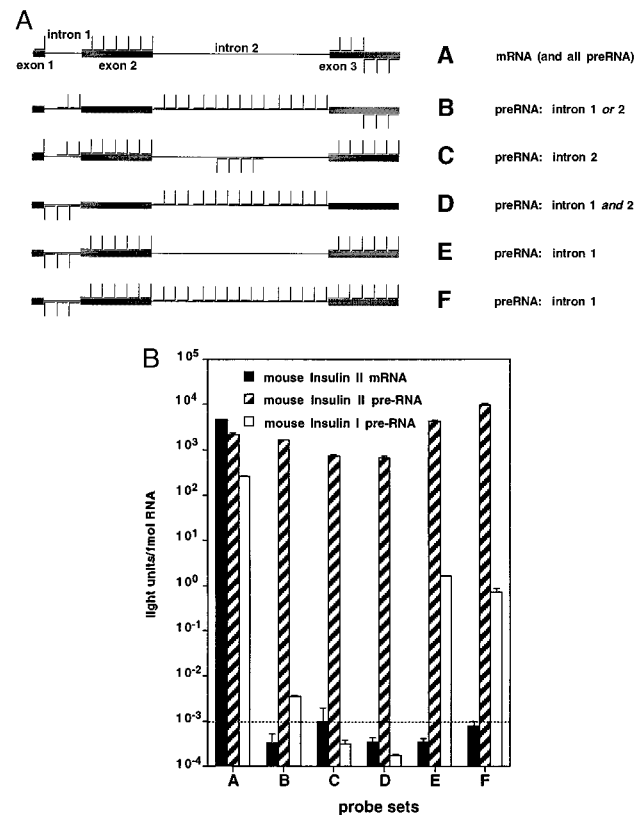 A
intron 1
intron 2
exon 1 exon 2 exon 3
A mRNA (and all preRNA)
B preRNA: intron 1 or 2
C preRNA: intron 2
D preRNA: intron 1 and 2
E preRNA: intron 1
F preRNA: intron 1
B
10^5
mouse Insulin II mRNA
10^4
mouse Insulin II pre-RNA
mouse Insulin I pre-RNA
10^3
10^2
10^1
10^0
10^-1
10^-2
10^-3
10^-4
light units/fmol RNA
A B C D E F
probe sets